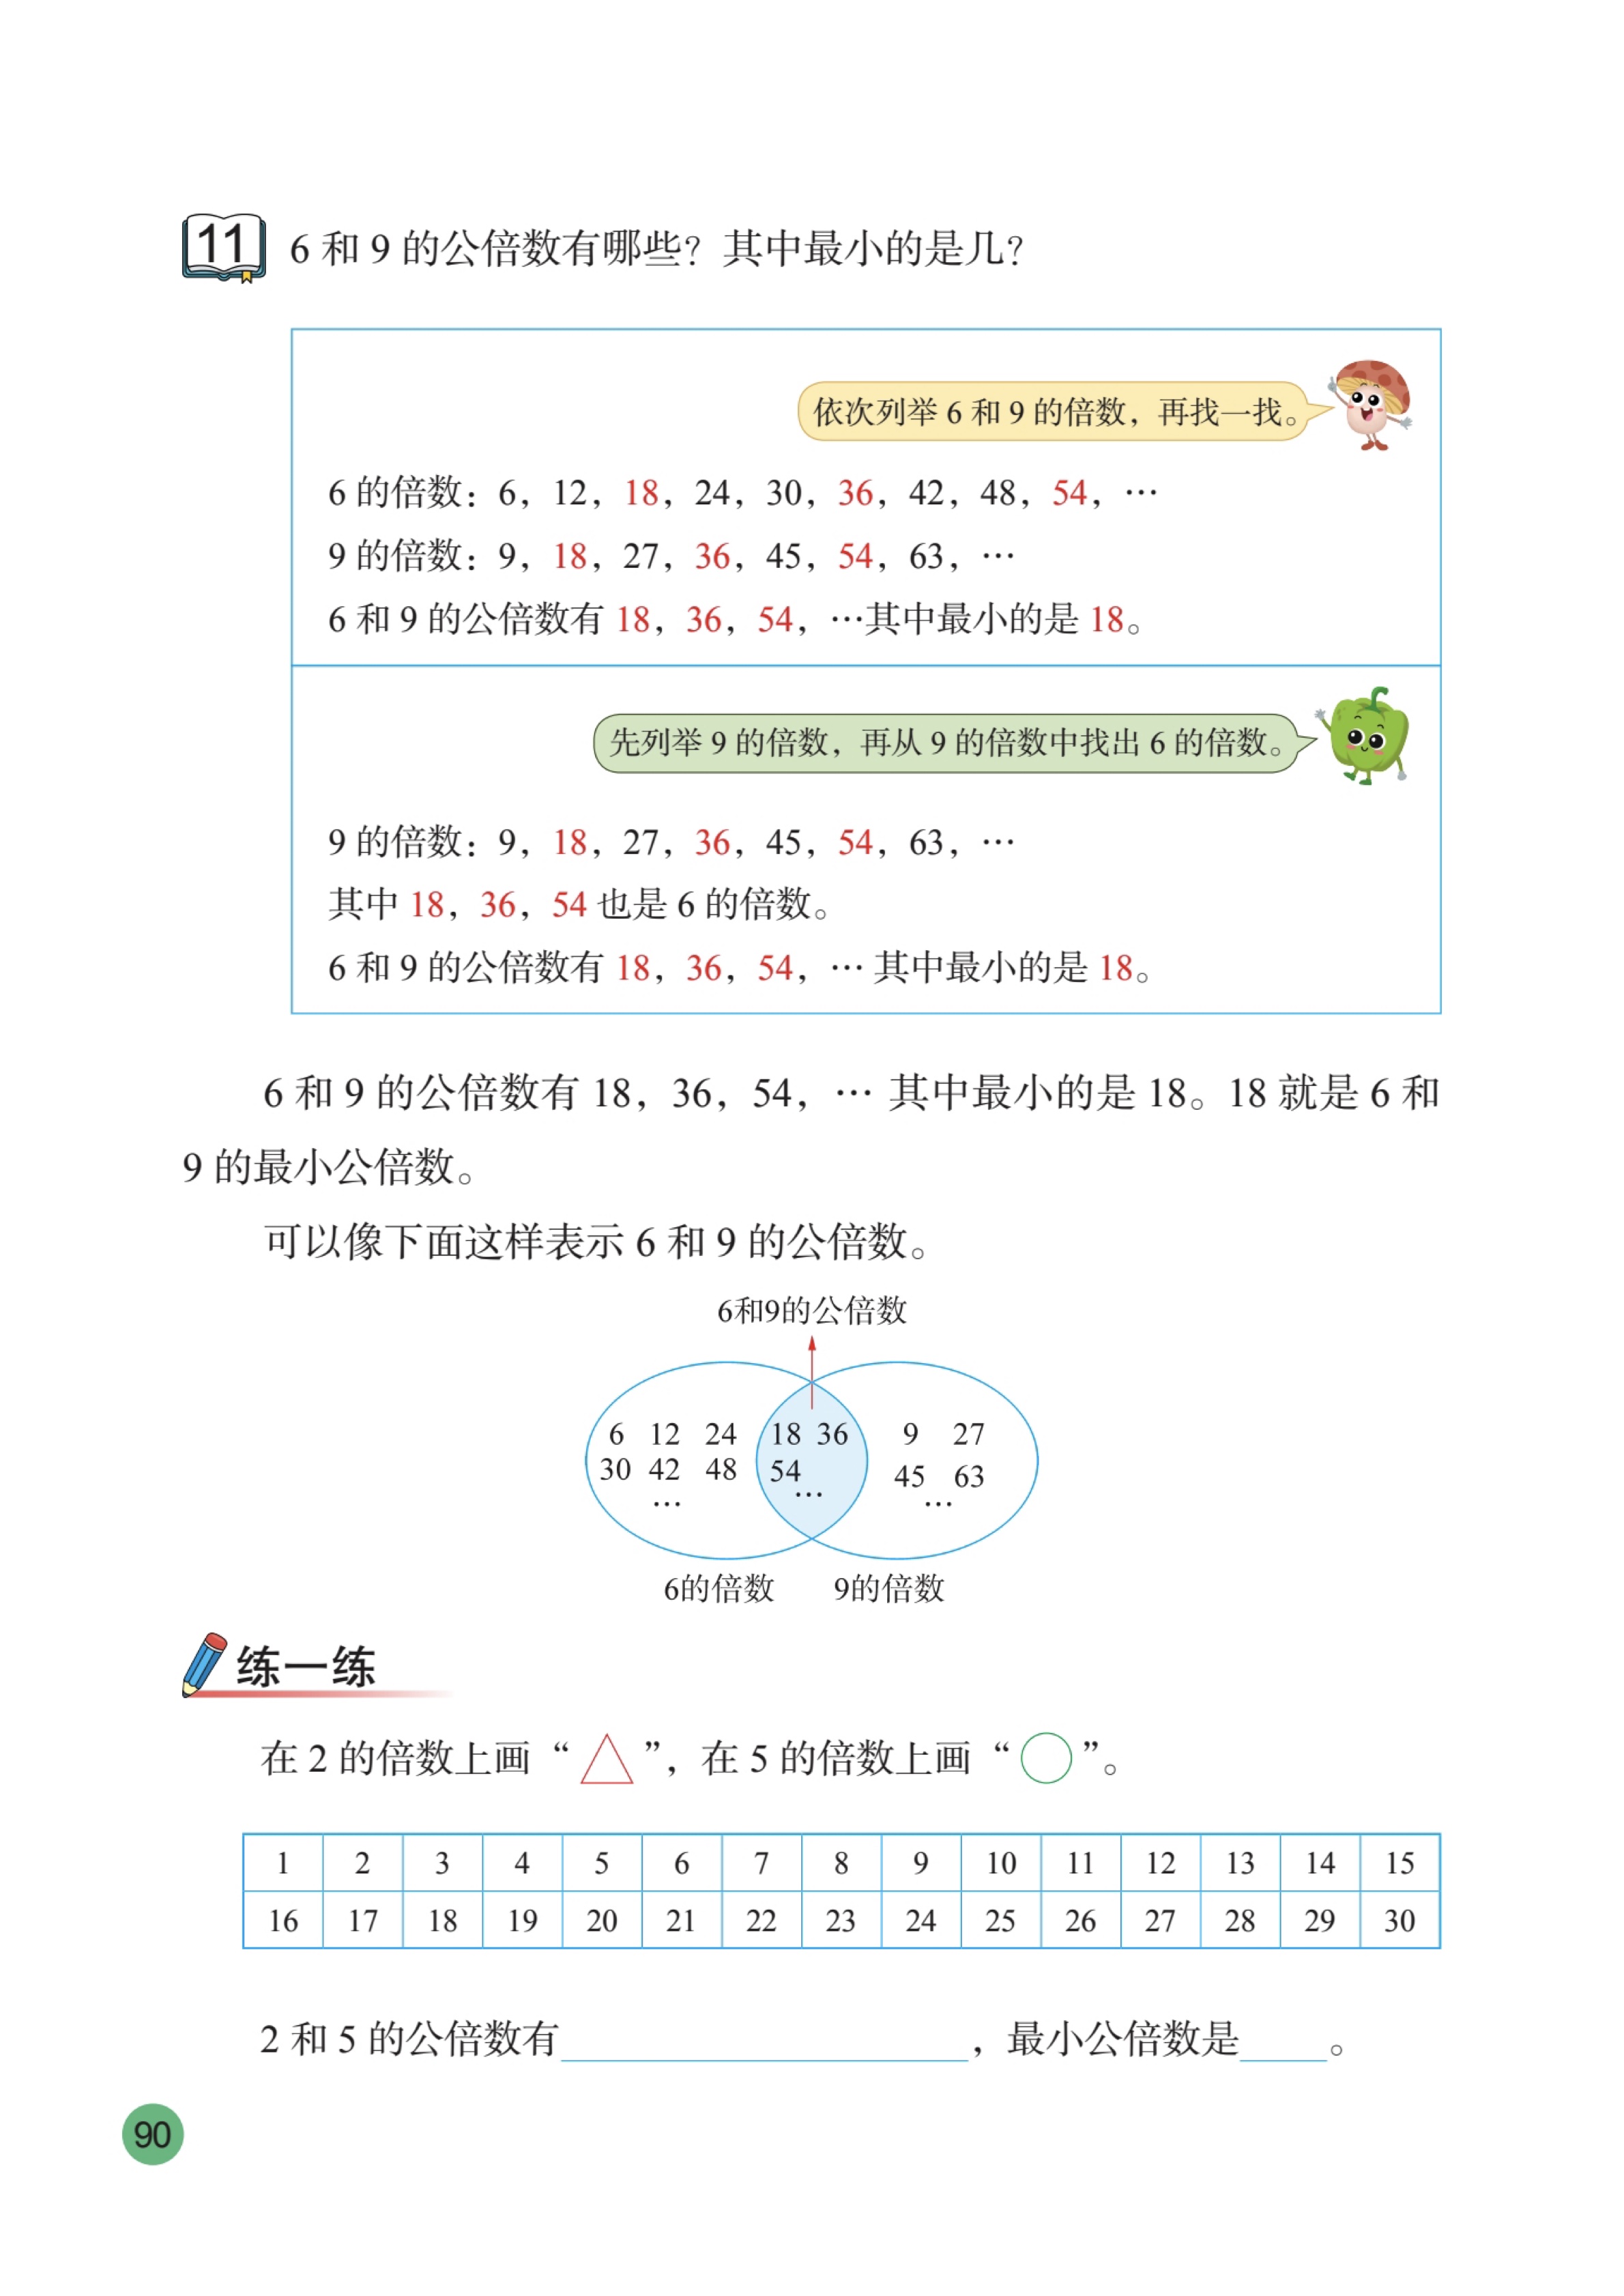 11 6 和 9 的公倍数有哪些？其中最小的是几？
依次列举 6 和 9 的倍数，再找一找。
6 的倍数：6，12，18，24，30，36，42，48，54，…
9 的倍数：9，18，27，36，45，54，63，…
6 和 9 的公倍数有 18，36，54，…其中最小的是 18。
先列举 9 的倍数，再从 9 的倍数中找出 6 的倍数。
9 的倍数：9，18，27，36，45，54，63，…
其中 18，36，54 也是 6 的倍数。
6 和 9 的公倍数有 18，36，54，… 其中最小的是 18。
6 和 9 的公倍数有 18，36，54，… 其中最小的是 18。18 就是 6 和
9 的最小公倍数。
可以像下面这样表示 6 和 9 的公倍数。
6和9的公倍数
6 12 24 18 36 9 27
30 42 48 54 45 63
… … …
6的倍数 9的倍数
练一练
在 2 的倍数上画“△”，在 5 的倍数上画“○”。
1 2 3 4 5 6 7 8 9 10 11 12 13 14 15
16 17 18 19 20 21 22 23 24 25 26 27 28 29 30
2 和 5 的公倍数有＿＿＿＿＿＿＿＿，最小公倍数是＿＿。
90